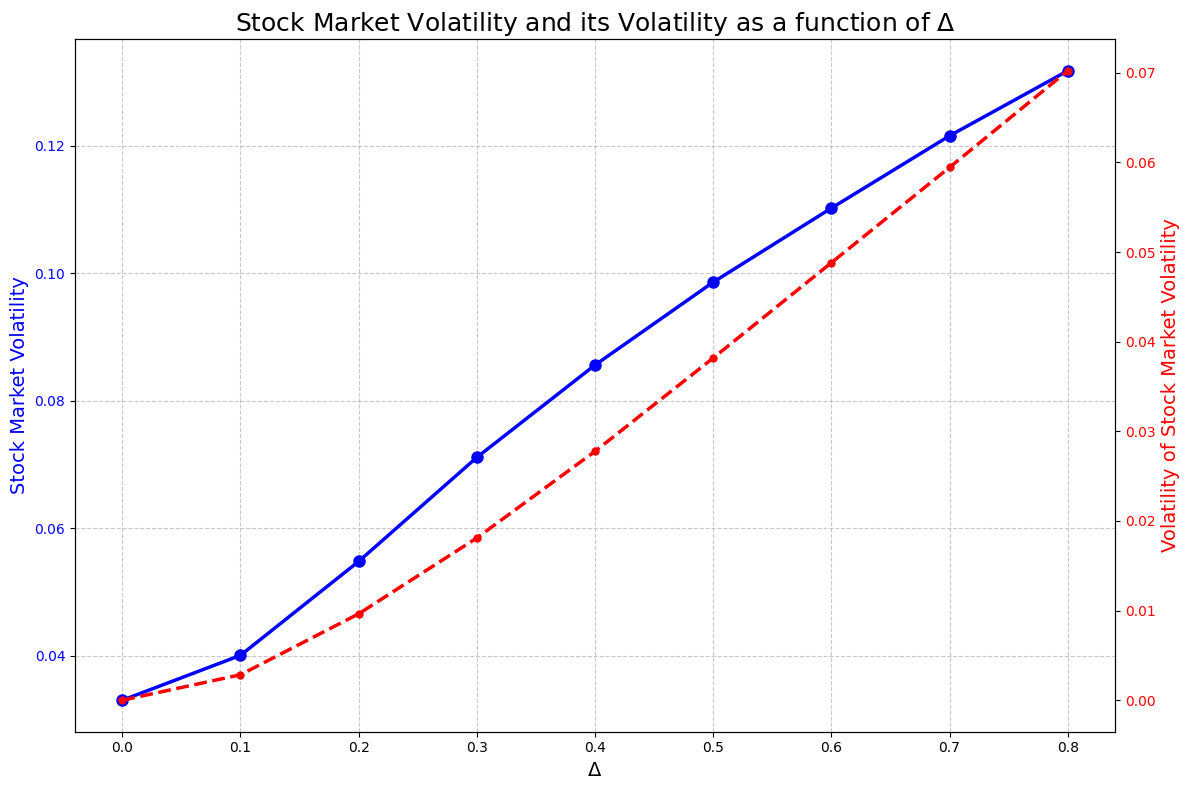 Stock Market Volatility and its Volatility as a function of Δ
Stock Market Volatility
0.12
0.10
0.08
0.06
0.04
0.0 0.1 0.2 0.3 0.4 0.5 0.6 0.7 0.8
Δ
0.07
0.06
0.05
0.04
0.03
0.02
0.01
0.00
Volatility of Stock Market Volatility